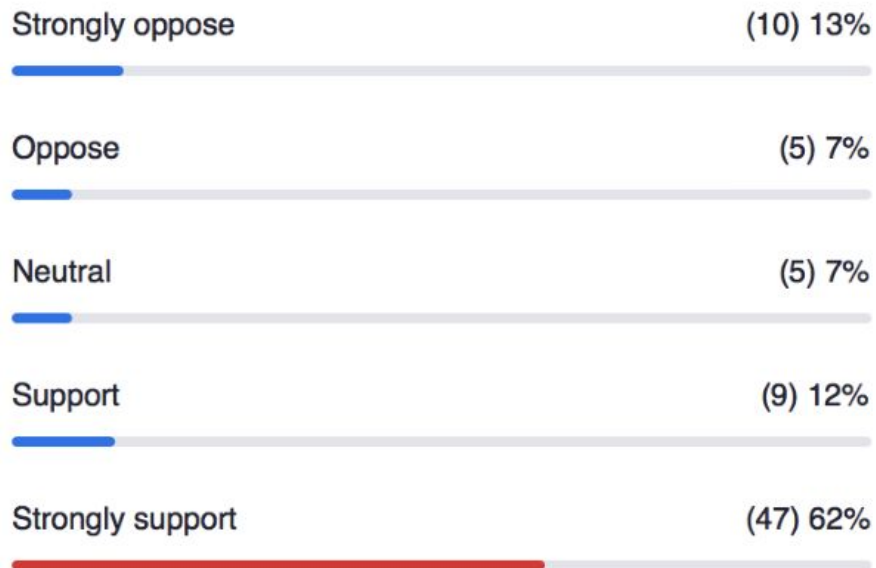 Strongly oppose (10) 13%
Oppose (5) 7%
Neutral (5) 7%
Support (9) 12%
Strongly support (47) 62%